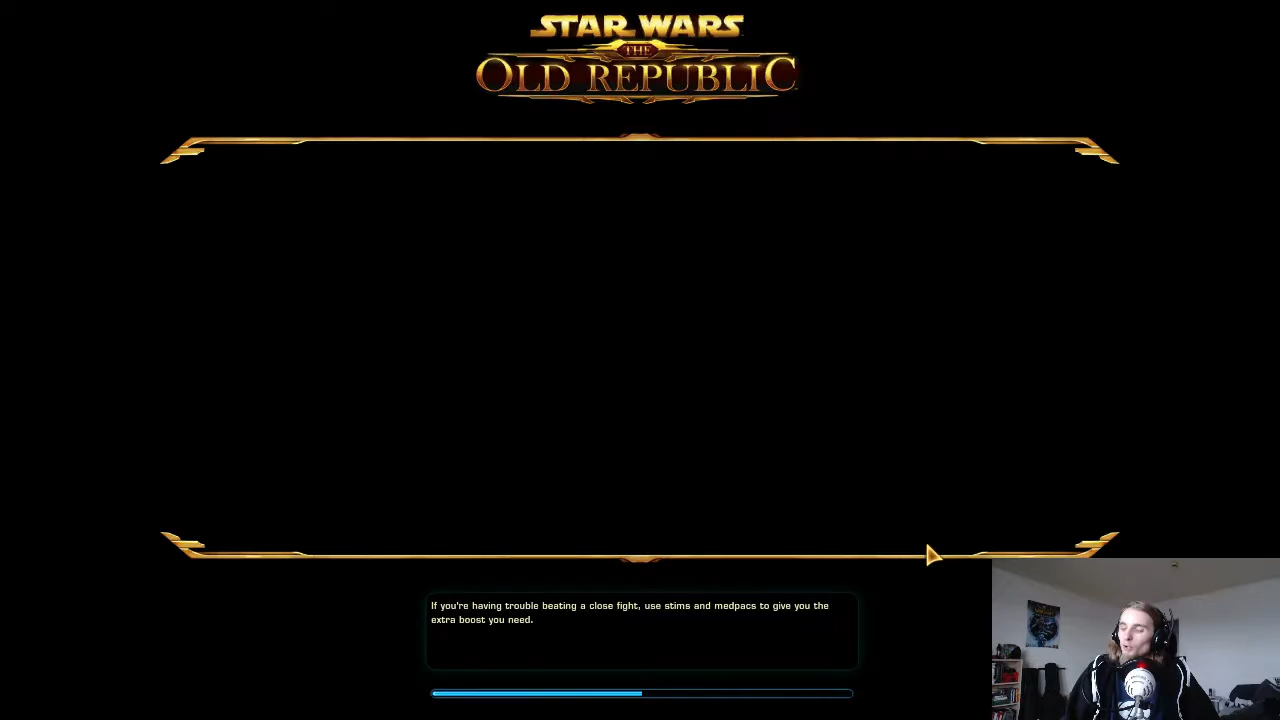 STAR WARS
THE
OLD REPUBLIC
If you're having trouble beating a close fight, use stims and medpacs to give you the
extra boost you need.